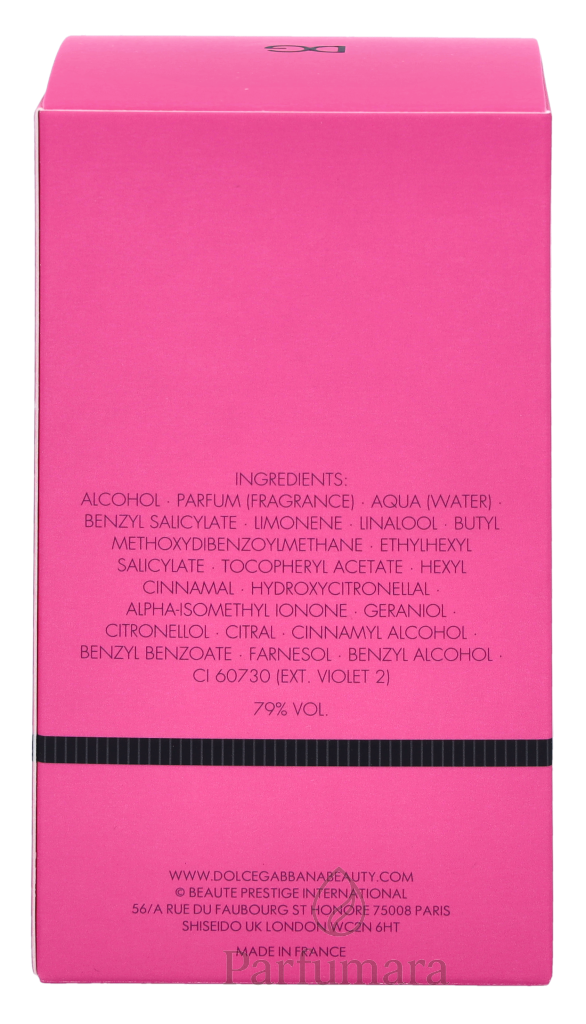 DG
INGREDIENTS:
ALCOHOL · PARFUM (FRAGRANCE) · AQUA (WATER) ·
BENZYL SALICYLATE · LIMONENE · LINALOOL · BUTYL
METHOXYDIBENZOYLMETHANE · ETHYLHEXYL
SALICYLATE · TOCOPHERYL ACETATE · HEXYL
CINNAMAL · HYDROXYCITRONELLAL ·
ALPHA-ISOMETHYL IONONE · GERANIOL ·
CITRONELLOL · CITRAL · CINNAMYL ALCOHOL ·
BENZYL BENZOATE · FARNESOL · BENZYL ALCOHOL ·
CI 60730 (EXT. VIOLET 2)
79% VOL.
WWW.DOLCEGABBANABEAUTY.COM
© BEAUTE PRESTIGE INTERNATIONAL
56/A RUE DU FAUBOURG ST HONORE 75008 PARIS
SHISEIDO UK LONDON WC2N 6HT
MADE IN FRANCE
Parfumara